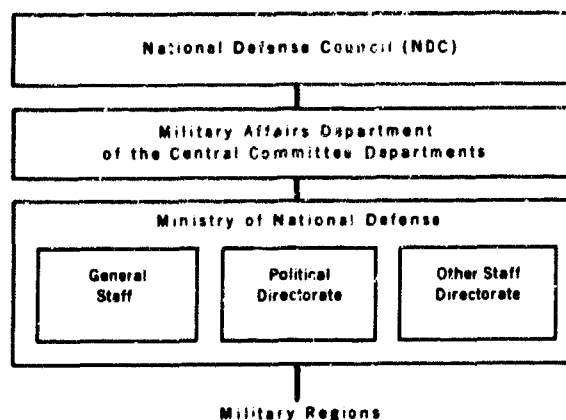 National Defense Council (NDC)
Military Affairs Department
of the Central Committee Departments
Ministry of National Defense
General
Staff
Political
Directorate
Other Staff
Directorate
Military Regions